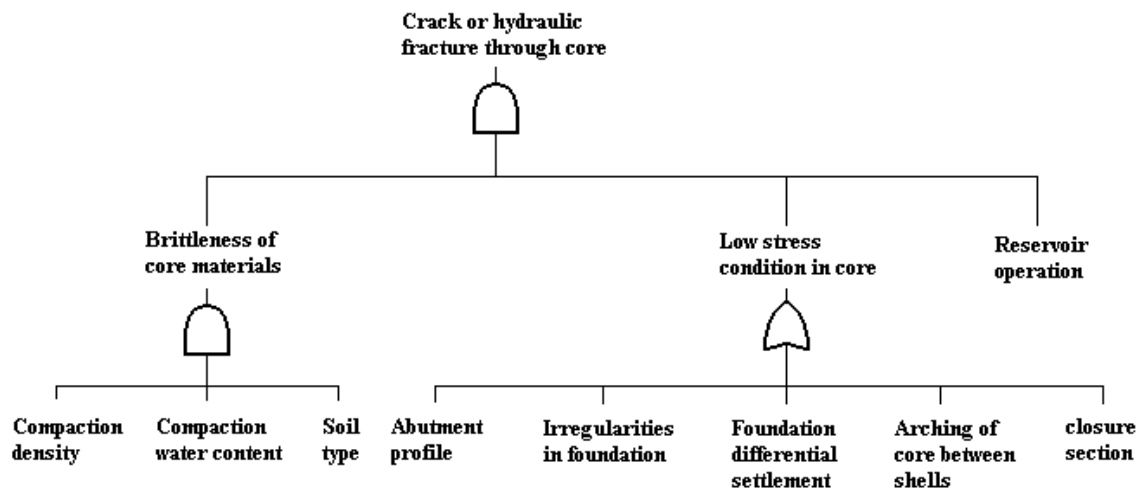 Crack or hydraulic
fracture through core
Brittleness of
core materials
Low stress
condition in core
Reservoir
operation
Compaction
density
Compaction
water content
Soil
type
Abutment
profile
Irregularities
in foundation
Foundation
differential
settlement
Arching of
core between
shells
closure
section